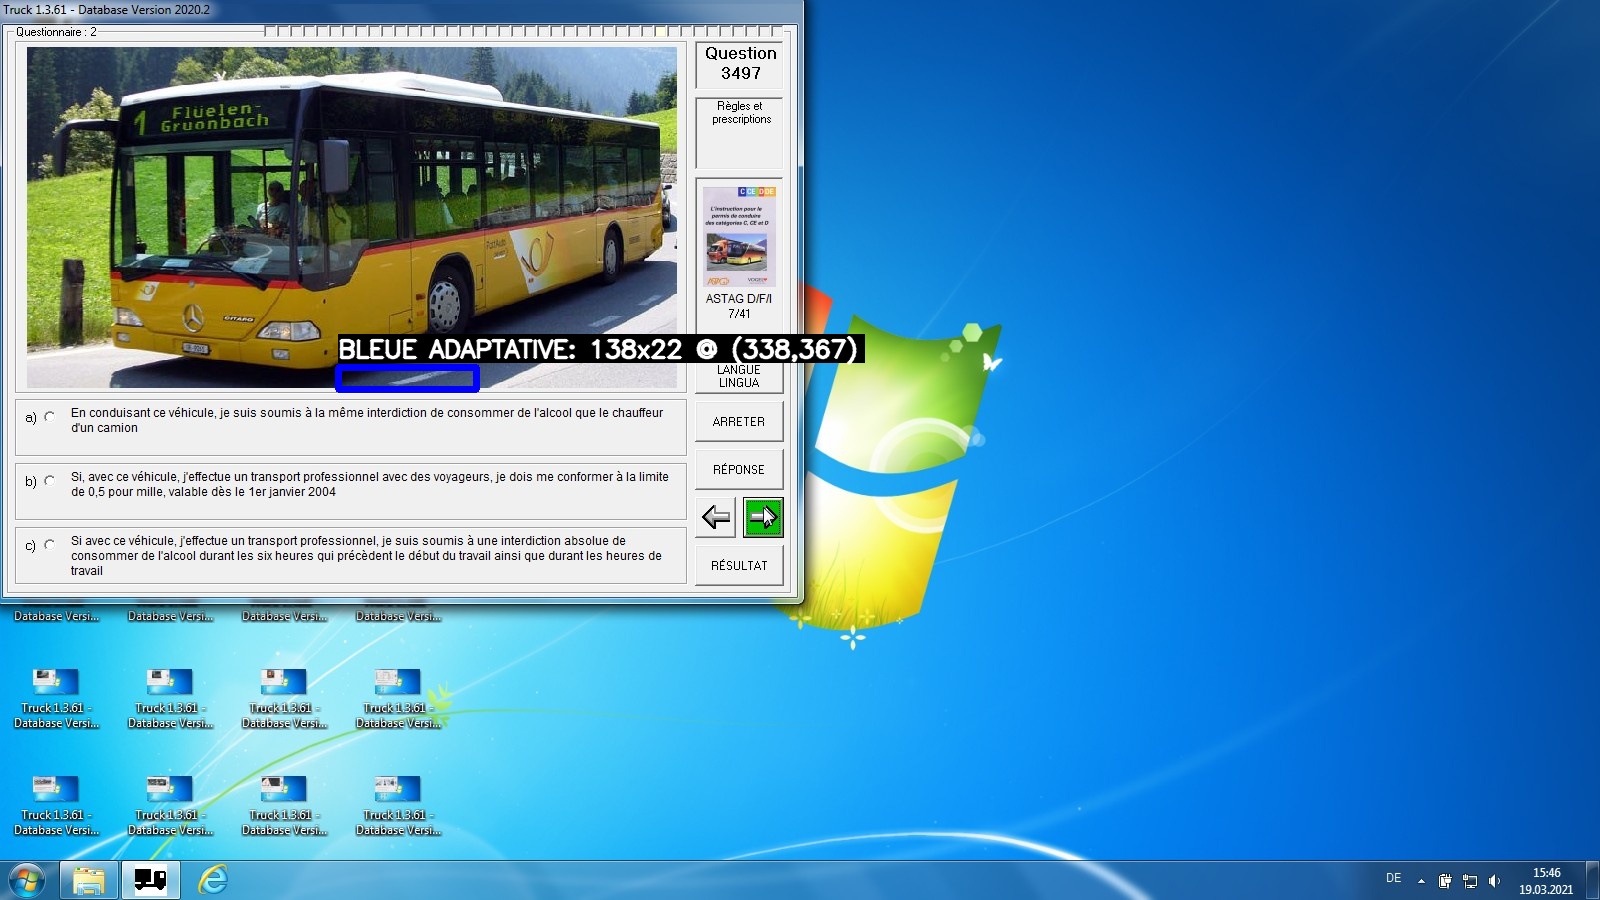 Truck 1.3.61 - Database Version 2020.2
Questionnaire : 2
Question
3497
Règles et
prescriptions
1 Flüelen-
Gruonbach
PostAuto
CITARO
C CE D DE
L'instruction pour le
permis de conduire
des catégories C, CE et D
ASTAG D/F/I
7/41
BLEUE ADAPTATIVE: 138x22 @ (338,367)
LANGUE
LINGUA
a) En conduisant ce véhicule, je suis soumis à la même interdiction de consommer de l'alcool que le chauffeur
d'un camion
ARRETER
b) Si, avec ce véhicule, j'effectue un transport professionnel avec des voyageurs, je dois me conformer à la limite
de 0,5 pour mille, valable dès le 1er janvier 2004
RÉPONSE
c) Si avec ce véhicule, j'effectue un transport professionnel, je suis soumis à une interdiction absolue de
consommer de l'alcool durant les six heures qui précèdent le début du travail ainsi que durant les heures de
travail
RÉSULTAT
Database Versi... Database Versi... Database Versi... Database Versi...
Truck 1.3.61 - Truck 1.3.61 - Truck 1.3.61 - Truck 1.3.61 -
Database Versi... Database Versi... Database Versi... Database Versi...
Truck 1.3.61 - Truck 1.3.61 - Truck 1.3.61 - Truck 1.3.61 -
Database Versi... Database Versi... Database Versi... Database Versi...
DE
15:46
19.03.2021